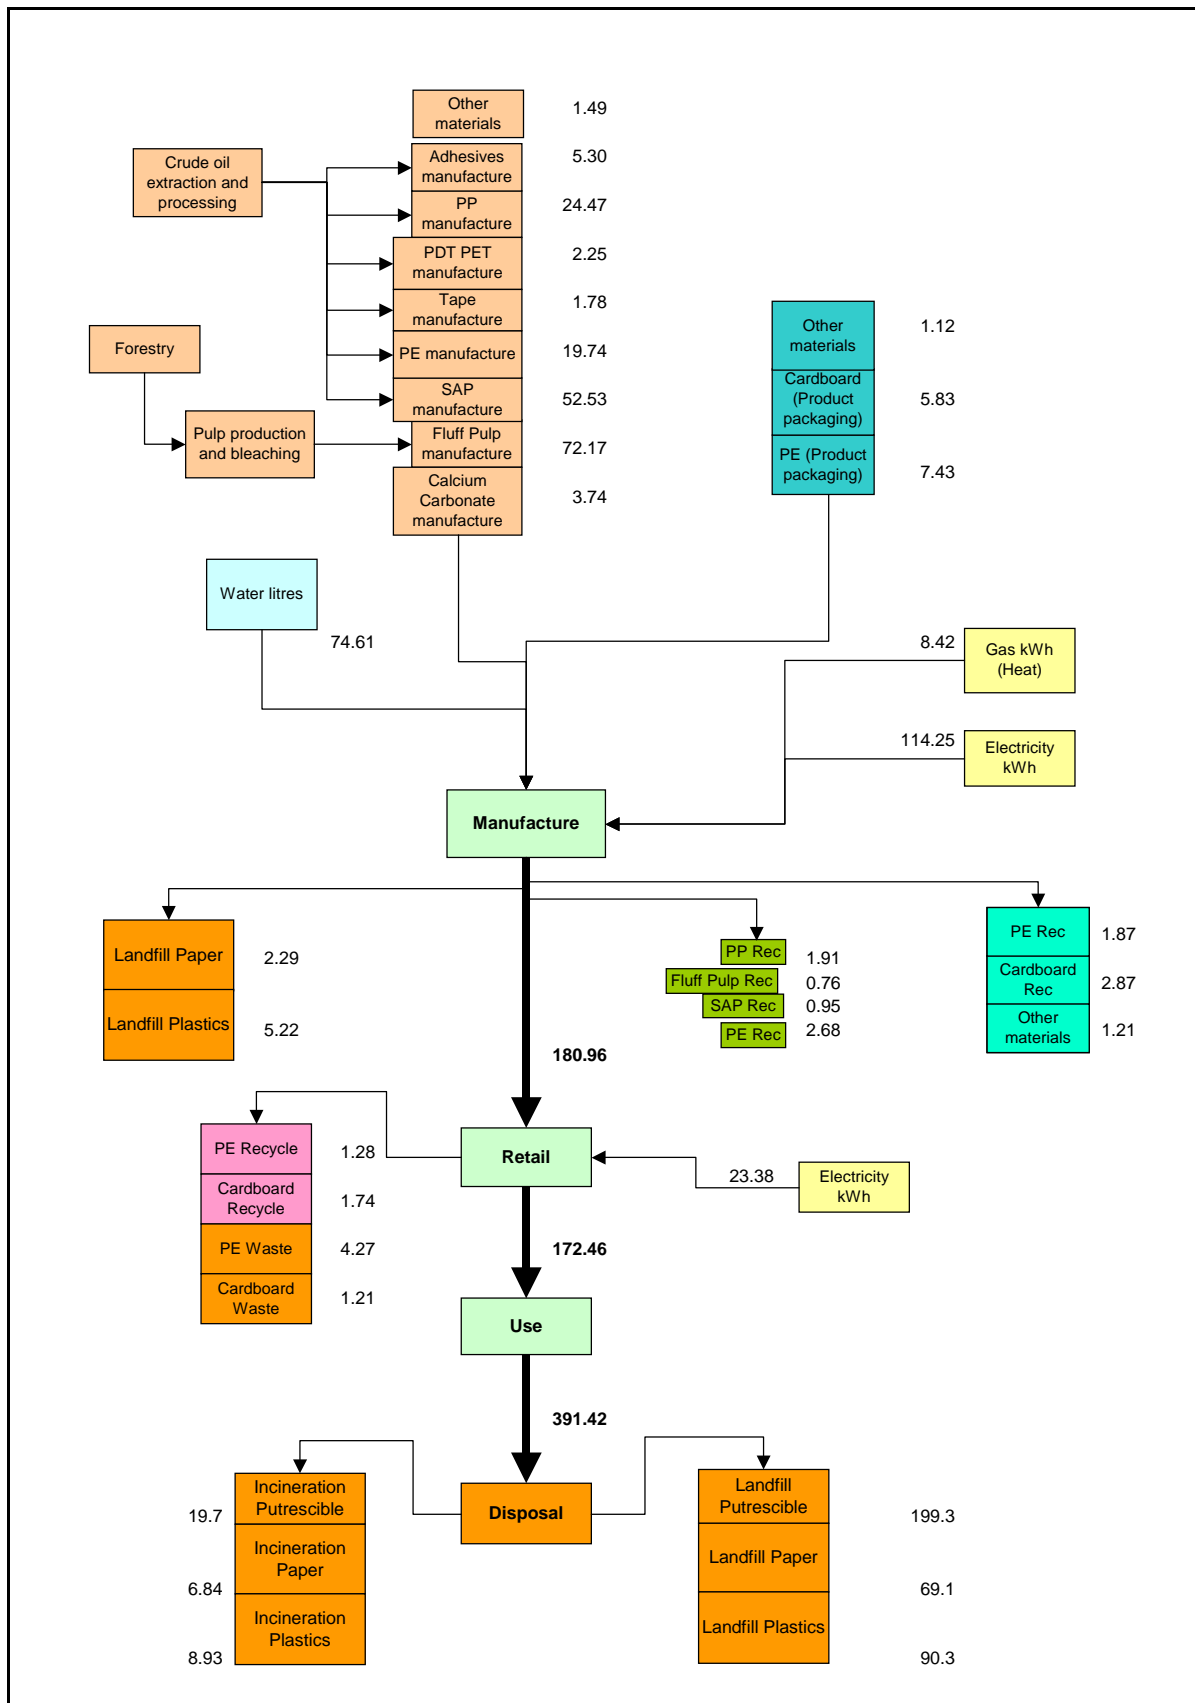 Other
materials
1.49
Crude oil
extraction and
processing
Adhesives
manufacture
5.30
PP
manufacture
24.47
PDT PET
manufacture
2.25
Tape
manufacture
1.78
PE manufacture
19.74
SAP
manufacture
52.53
Forestry
Pulp production
and bleaching
Fluff Pulp
manufacture
72.17
Calcium
Carbonate
manufacture
3.74
Other
materials
1.12
Cardboard
(Product
packaging)
5.83
PE (Product
packaging)
7.43
Water litres
74.61
8.42
Gas kWh
(Heat)
114.25
Electricity
kWh
Manufacture
Landfill Paper
2.29
Landfill Plastics
5.22
PP Rec
1.91
Fluff Pulp Rec
0.76
SAP Rec
0.95
PE Rec
2.68
PE Rec
1.87
Cardboard
Rec
2.87
Other
materials
1.21
180.96
PE Recycle
1.28
Cardboard
Recycle
1.74
PE Waste
4.27
Cardboard
Waste
1.21
Retail
23.38
Electricity
kWh
172.46
Use
391.42
Disposal
Incineration
Putrescible
19.7
Incineration
Paper
6.84
Incineration
Plastics
8.93
Landfill
Putrescible
199.3
Landfill Paper
69.1
Landfill Plastics
90.3